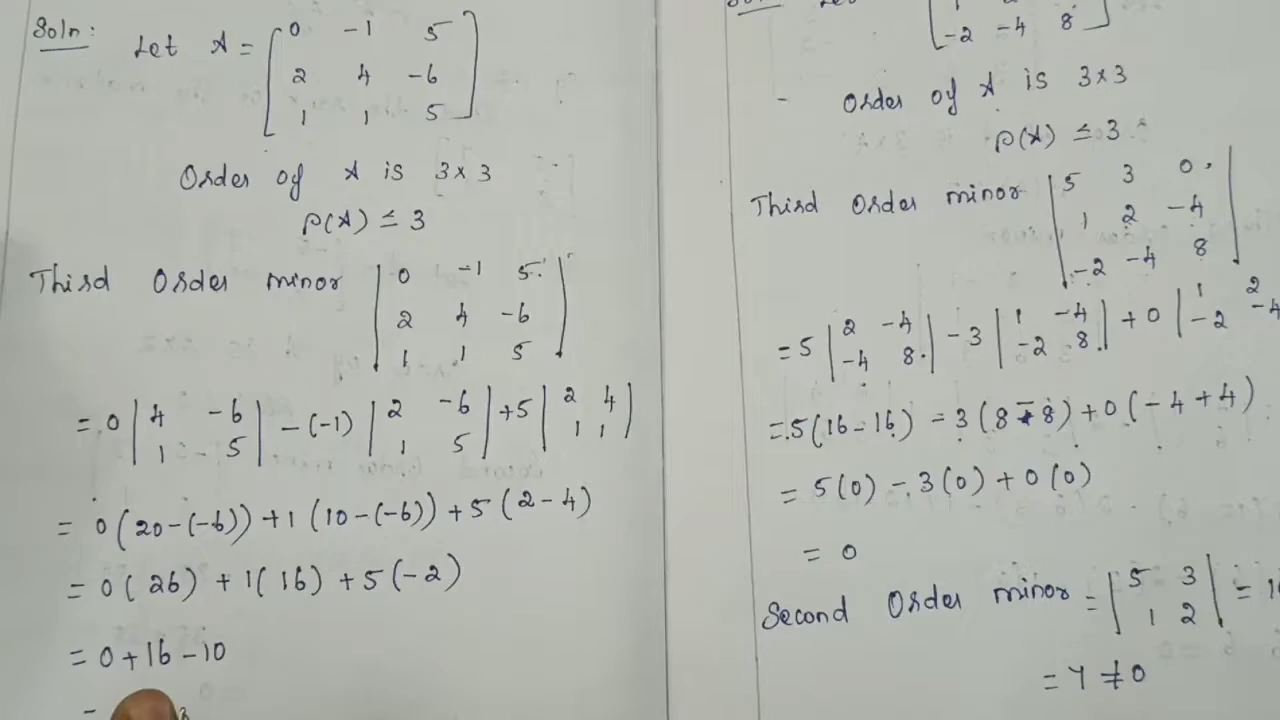 Soln:
Let A = [0 -1 5
2 4 -6
1 1 5]
Order of A is 3×3
ρ(A) ≤ 3
Third Order minor |0 -1 5
2 4 -6
1 1 5|
= 0 |4 -6
1 5| - (-1) |2 -6
1 5| + 5 |2 4
1 1|
= 0(20-(-6)) + 1(10-(-6)) + 5(2-4)
= 0(26) + 1(16) + 5(-2)
= 0 + 16 - 10
=
-2 -4 8]
Order of A is 3×3
ρ(A) ≤ 3
Third Order minor |5 3 0
1 2 -4
-2 -4 8|
= 5 |2 -4
-4 8| - 3 |1 -4
-2 8| + 0 |1 2
-2 -4
= 5(16-16) - 3(8-8) + 0(-4+4)
= 5(0) - 3(0) + 0(0)
= 0
Second Order minor = |5 3
1 2| =
= 7 ≠ 0